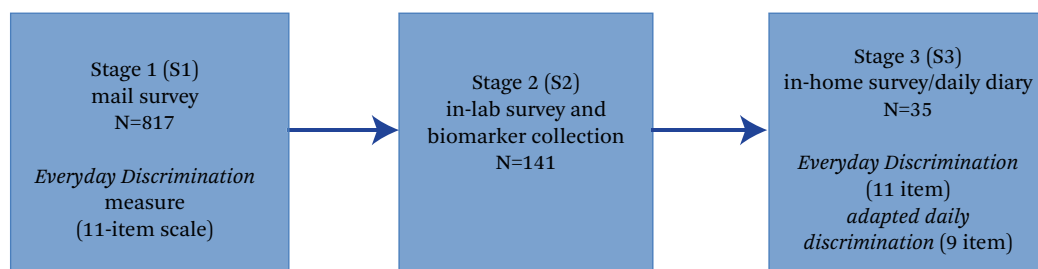 Stage 1 (S1)
mail survey
N=817
Everyday Discrimination
measure
(11-item scale)
Stage 2 (S2)
in-lab survey and
biomarker collection
N=141
Stage 3 (S3)
in-home survey/daily diary
N=35
Everyday Discrimination
(11 item)
adapted daily
discrimination (9 item)